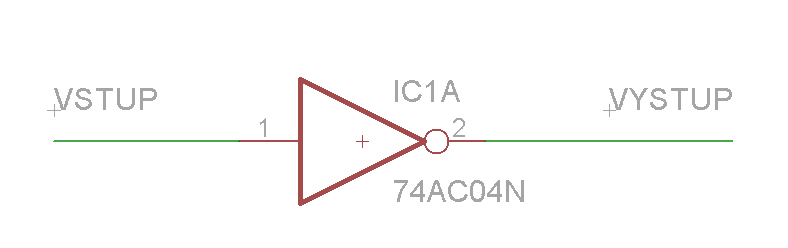 VSTUP
1
IC1A
2
VYSTUP
74AC04N